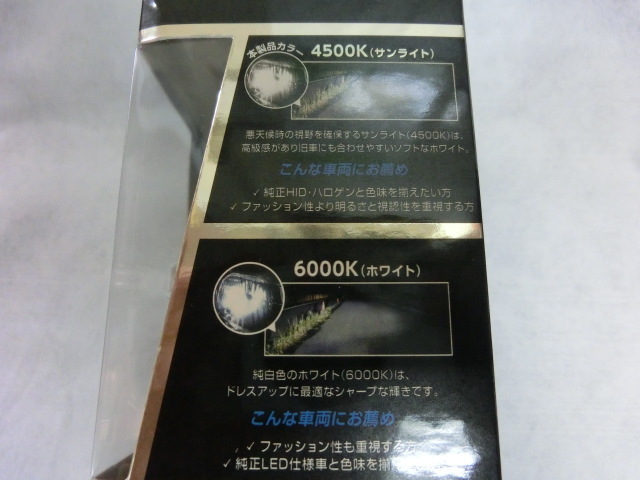 本製品カラー
4500K(サンライト)
悪天候時の視野を確保するサンライト(4500K)は、
高級感があり旧車にも合わせやすいソフトなホワイト。
こんな車両にお薦め
✓ 純正HID・ハロゲンと色味を揃えたい方
✓ ファッション性より明るさと視認性を重視する方
6000K(ホワイト)
純白色のホワイト(6000K)は、
ドレスアップに最適なシャープな輝きです。
こんな車両にお薦め
✓ ファッション性も重視する方
✓ 純正LED仕様車と色味を揃